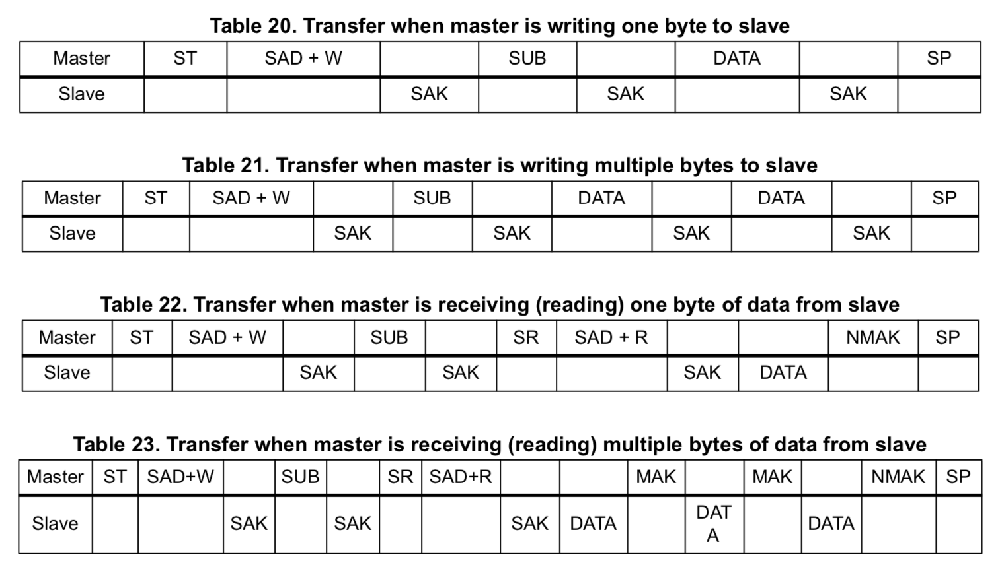 Table 20. Transfer when master is writing one byte to slave
Master ST SAD + W SUB DATA SP
Slave SAK SAK SAK
Table 21. Transfer when master is writing multiple bytes to slave
Master ST SAD + W SUB DATA DATA SP
Slave SAK SAK SAK SAK
Table 22. Transfer when master is receiving (reading) one byte of data from slave
Master ST SAD + W SUB SR SAD + R NMAK SP
Slave SAK SAK SAK DATA
Table 23. Transfer when master is receiving (reading) multiple bytes of data from slave
Master ST SAD+W SUB SR SAD+R MAK MAK NMAK SP
Slave SAK SAK SAK DATA DAT
A DATA